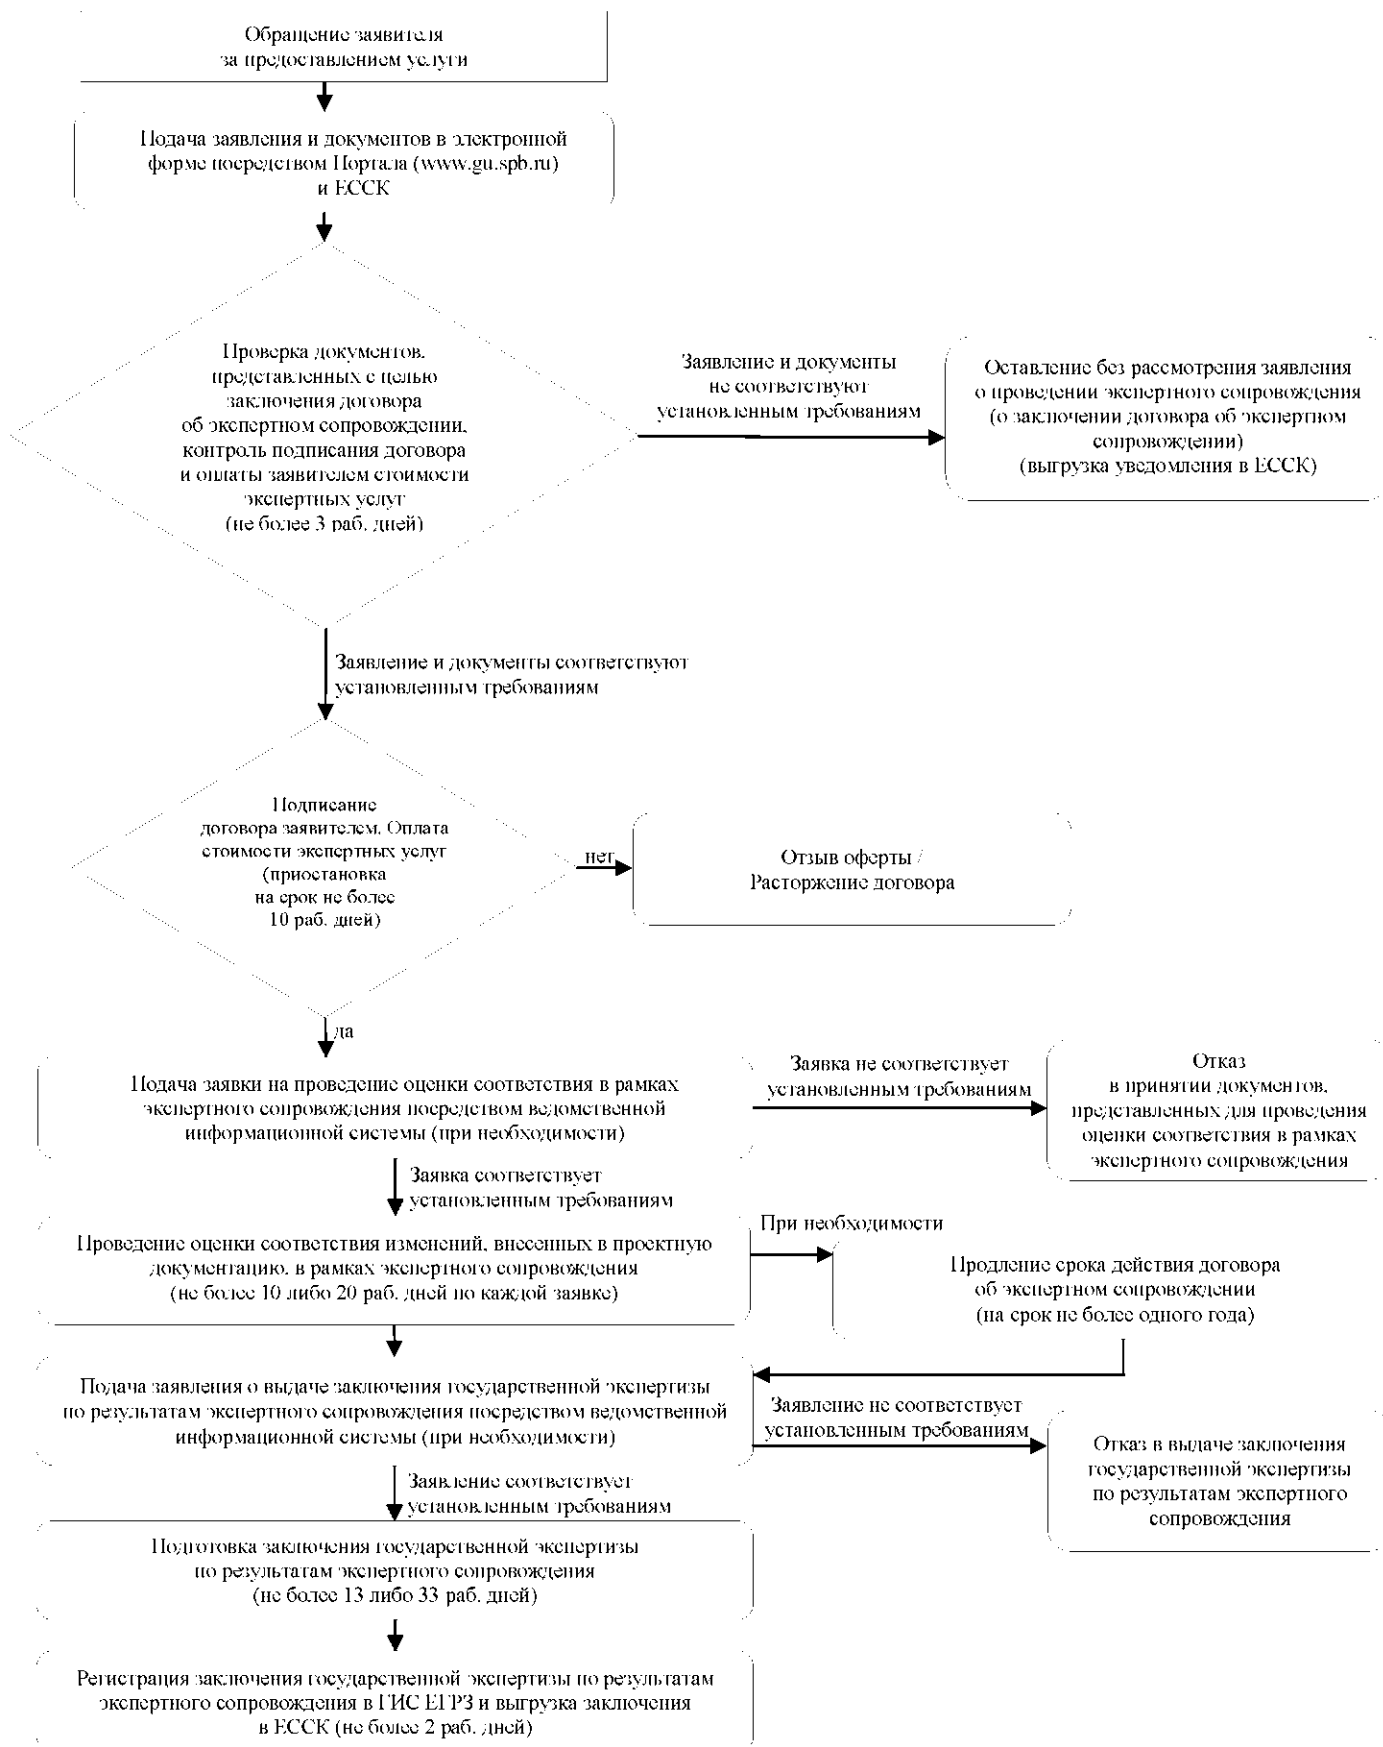 Обращение заявителя
за предоставлением услуги
Подача заявления и документов в электронной
форме посредством Портала (www.gu.spb.ru)
и ЕССК
Проверка документов,
представленных с целью
заключения договора
об экспертном сопровождении,
контроль подписания договора
и оплаты заявителем стоимости
экспертных услуг
(не более 3 раб. дней)
Заявление и документы
не соответствуют
установленным требованиям
Оставление без рассмотрения заявления
о проведении экспертного сопровождения
(о заключении договора об экспертном
сопровождении)
(выгрузка уведомления в ЕССК)
Заявление и документы соответствуют
установленным требованиям
Подписание
договора заявителем. Оплата
стоимости экспертных услуг
(приостановка
на срок не более
10 раб. дней)
нет
Отзыв оферты /
Расторжение договора
да
Подача заявки на проведение оценки соответствия в рамках
экспертного сопровождения посредством ведомственной
информационной системы (при необходимости)
Заявка не соответствует
установленным требованиям
Отказ
в принятии документов,
представленных для проведения
оценки соответствия в рамках
экспертного сопровождения
Заявка соответствует
установленным требованиям
Проведение оценки соответствия изменений, внесенных в проектную
документацию, в рамках экспертного сопровождения
(не более 10 либо 20 раб. дней по каждой заявке)
При необходимости
Продление срока действия договора
об экспертном сопровождении
(на срок не более одного года)
Подача заявления о выдаче заключения государственной экспертизы
по результатам экспертного сопровождения посредством ведомственной
информационной системы (при необходимости)
Заявление не соответствует
установленным требованиям
Отказ в выдаче заключения
государственной экспертизы
по результатам экспертного
сопровождения
Заявление соответствует
установленным требованиям
Подготовка заключения государственной экспертизы
по результатам экспертного сопровождения
(не более 13 либо 33 раб. дней)
Регистрация заключения государственной экспертизы по результатам
экспертного сопровождения в ГИС ЕГРЗ и выгрузка заключения
в ЕССК (не более 2 раб. дней)